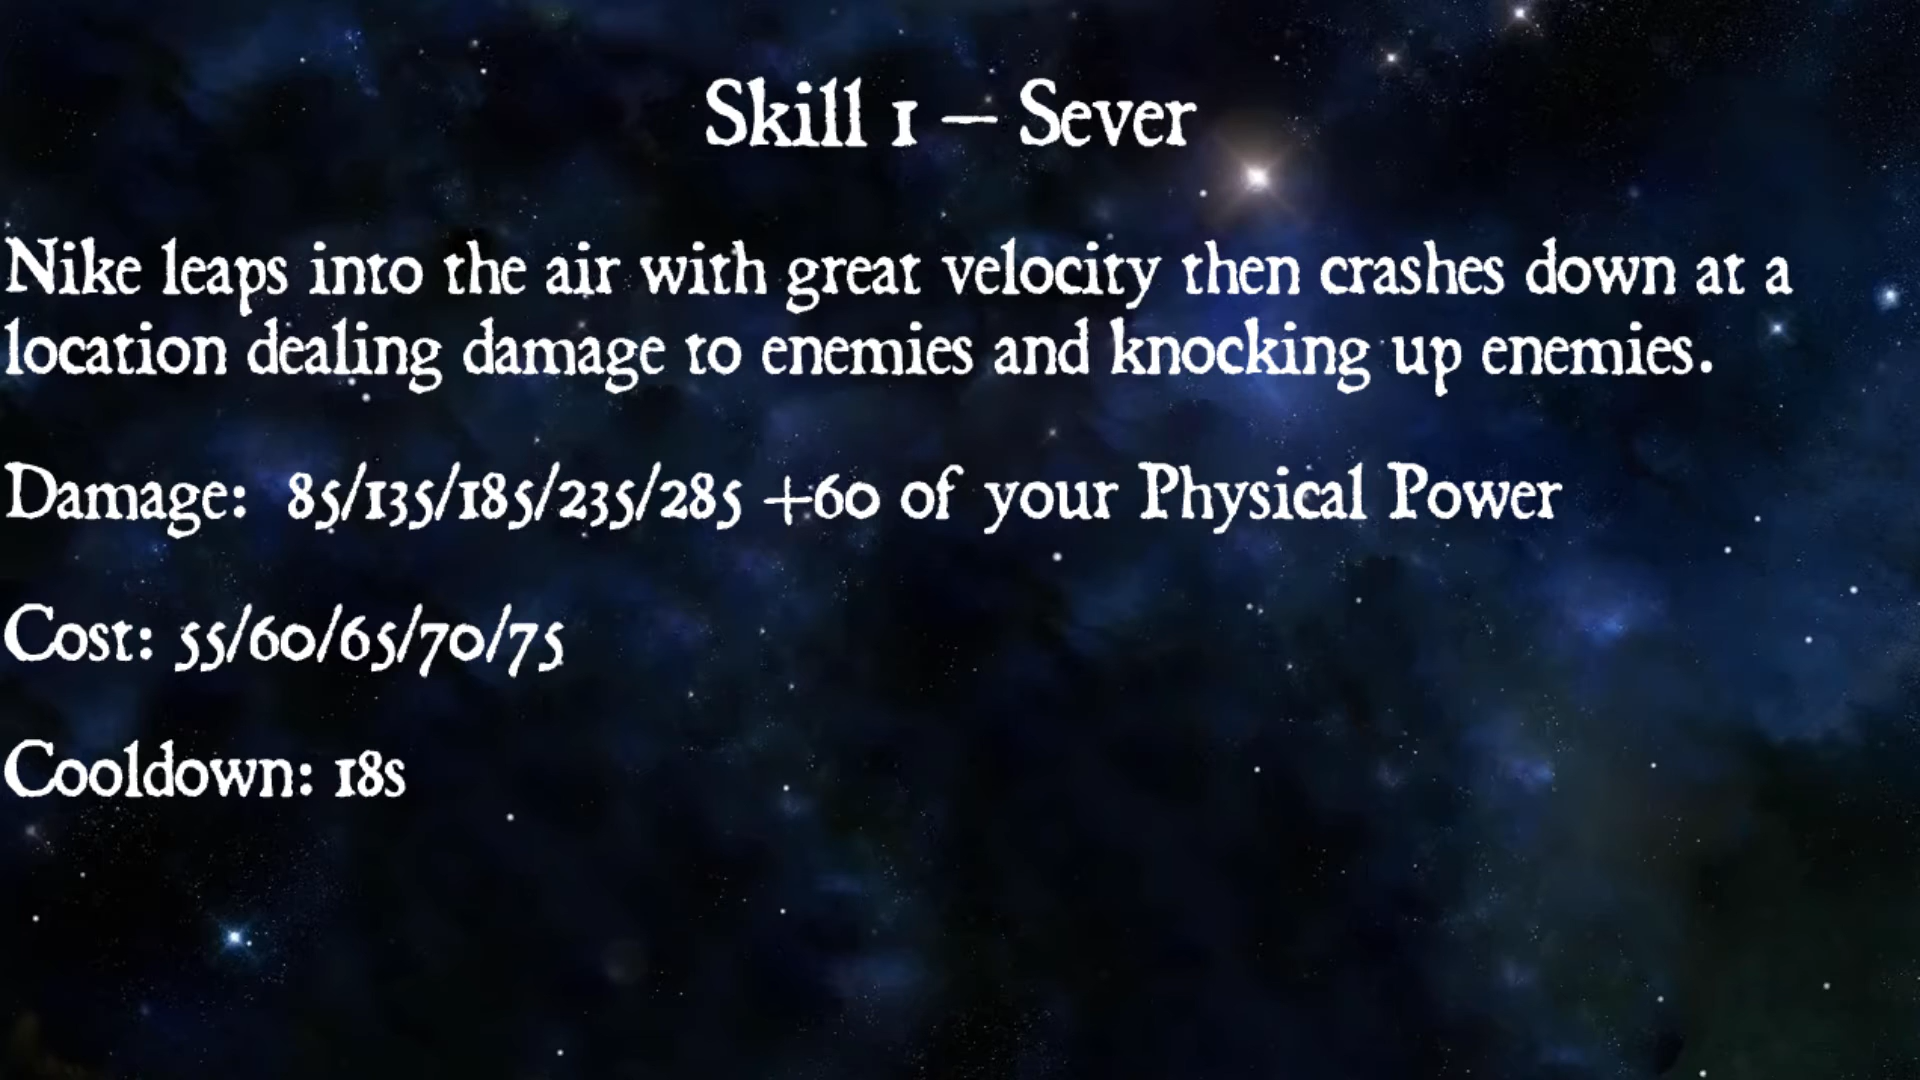 Skill 1 – Sever
Nike leaps into the air with great velocity then crashes down at a
location dealing damage to enemies and knocking up enemies.
Damage: 85/135/185/235/285 +60 of your Physical Power
Cost: 55/60/65/70/75
Cooldown: 18s